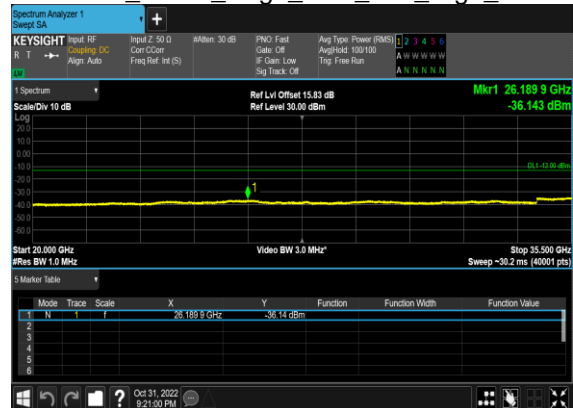 Spectrum Analyzer 1
Swept SA
KEYSIGHT Input: RF Input Z: 50 Ω #Atten: 30 dB PNO: Fast Avg Type: Power (RMS) 1 2 3 4 5 6
R T Coupling: DC Corr CCorr Gate: Off Avg|Hold: 100/100 A W W W W W
Align: Auto Freq Ref: Int (S) IF Gain: Low Trig: Free Run
LW Sig Track: Off A N N N N N
1 Spectrum Ref Lvl Offset 15.83 dB Mkr1 26.189 9 GHz
Scale/Div 10 dB Ref Level 30.00 dBm -36.143 dBm
Log
20.0
10.0
0.00
-10.0 DL1 -13.00 dBm
-20.0
-30.0 1
-40.0
-50.0
-60.0
Start 20.000 GHz Video BW 3.0 MHz* Stop 35.500 GHz
#Res BW 1.0 MHz Sweep ~30.2 ms (40001 pts)
5 Marker Table
Mode Trace Scale X Y Function Function Width Function Value
1 N 1 f 26.189 9 GHz -36.14 dBm
2
3
4
5
6
? Oct 31, 2022
9:21:00 PM